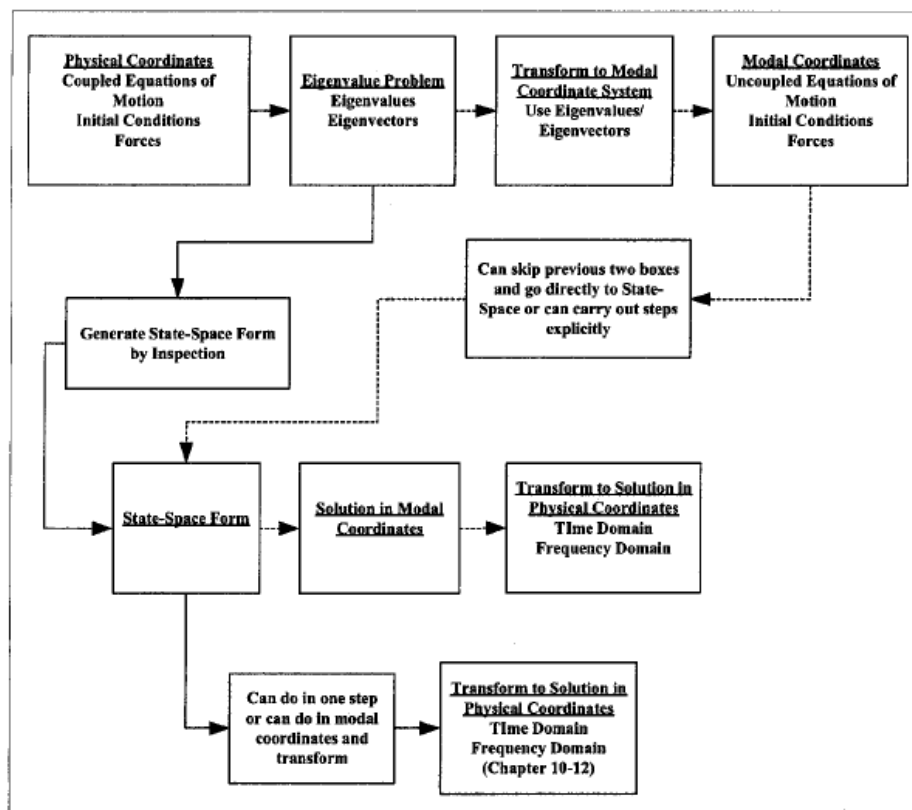 Physical Coordinates
Coupled Equations of
Motion
Initial Conditions
Forces
Eigenvalue Problem
Eigenvalues
Eigenvectors
Transform to Modal
Coordinate System
Use Eigenvalues/
Eigenvectors
Modal Coordinates
Uncoupled Equations of
Motion
Initial Conditions
Forces
Can skip previous two boxes
and go directly to State-
Space or can carry out steps
explicitly
Generate State-Space Form
by Inspection
State-Space Form
Solution in Modal
Coordinates
Transform to Solution in
Physical Coordinates
TIme Domain
Frequency Domain
Can do in one step
or can do in modal
coordinates and
transform
Transform to Solution in
Physical Coordinates
TIme Domain
Frequency Domain
(Chapter 10-12)